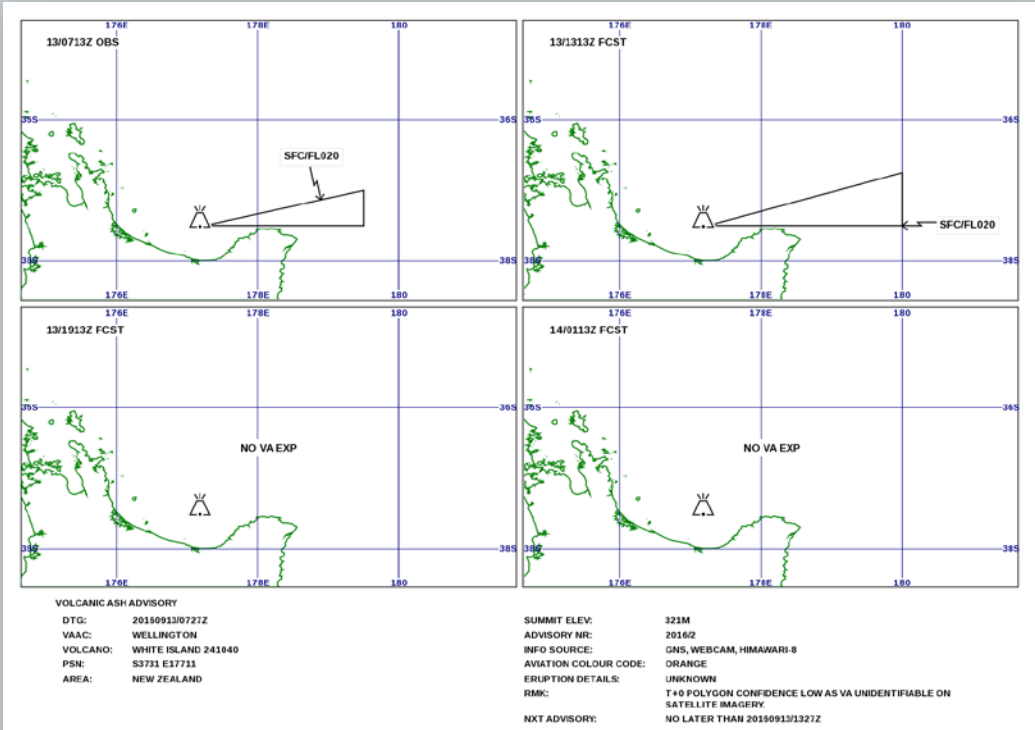 176E 178E 180
13/0713Z OBS
36S
SFC/FL020
38S
176E 178E 180
176E 178E 180
13/1313Z FCST
36S 36S
SFC/FL020
38S 38S
176E 178E 180
176E 178E 180
13/1913Z FCST
36S 36S
NO VA EXP
38S
176E 178E 180
176E 178E 180
14/0113Z FCST
36S 36S
NO VA EXP
38S 38S
176E 178E 180
VOLCANIC ASH ADVISORY
DTG: 20160913/0727Z
VAAC: WELLINGTON
VOLCANO: WHITE ISLAND 241040
PSN: S3731 E17711
AREA: NEW ZEALAND
SUMMIT ELEV: 321M
ADVISORY NR: 2016/2
INFO SOURCE: GNS, WEBCAM, HIMAWARI-8
AVIATION COLOUR CODE: ORANGE
ERUPTION DETAILS: UNKNOWN
RMK: T+0 POLYGON CONFIDENCE LOW AS VA UNIDENTIFIABLE ON
SATELLITE IMAGERY.
NXT ADVISORY: NO LATER THAN 20160913/1327Z